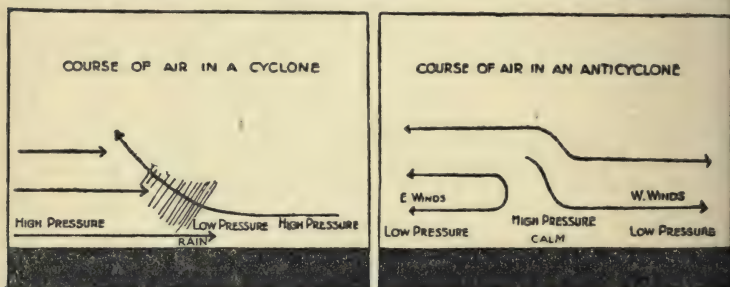 COURSE OF AIR IN A CYCLONE
HIGH PRESSURE
LOW PRESSURE
HIGH PRESSURE
RAIN
COURSE OF AIR IN AN ANTICYCLONE
E WINDS
W. WINDS
HIGH PRESSURE
LOW PRESSURE
CALM
LOW PRESSURE